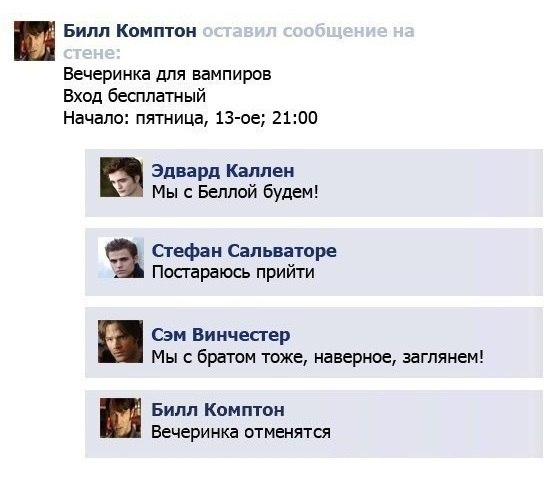 Билл Комптон оставил сообщение на
стене:
Вечеринка для вампиров
Вход бесплатный
Начало: пятница, 13-ое; 21:00
Эдвард Каллен
Мы с Беллой будем!
Стефан Сальваторе
Постараюсь прийти
Сэм Винчестер
Мы с братом тоже, наверное, заглянем!
Билл Комптон
Вечеринка отменятся